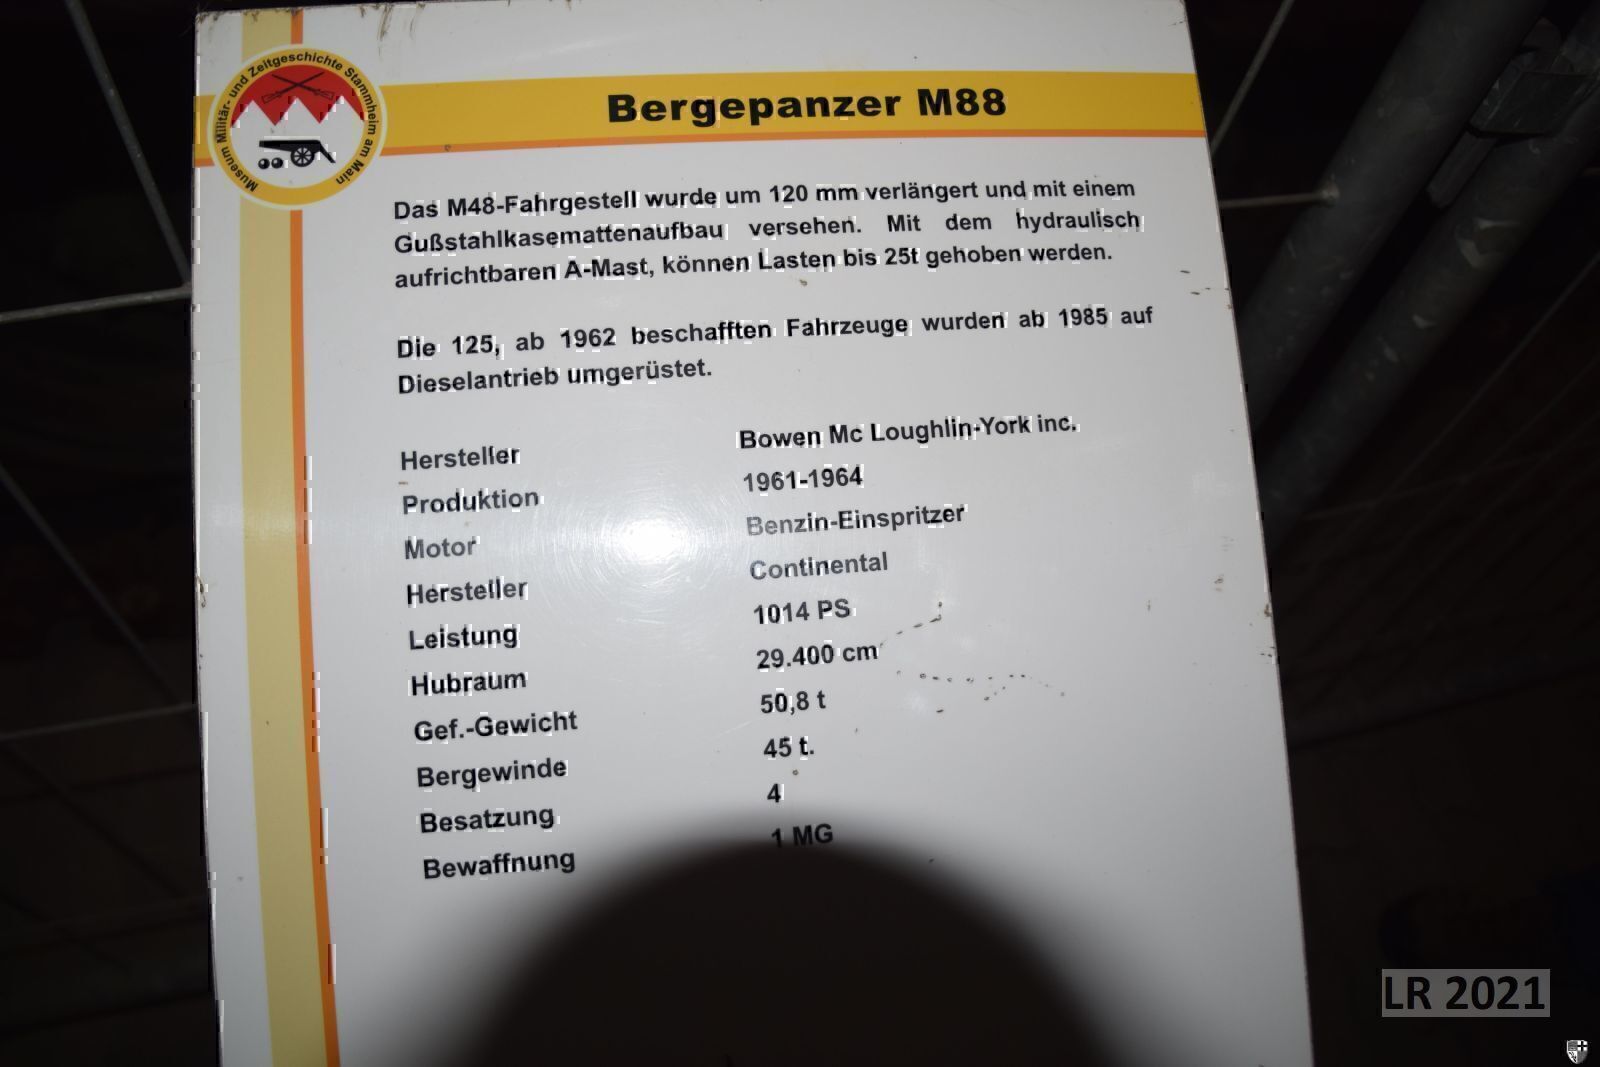 Museum Militär- und Zeitgeschichte Stammheim am Main
Bergepanzer M88
Das M48-Fahrgestell wurde um 120 mm verlängert und mit einem
Gußstahlkasemattenaufbau versehen. Mit dem hydraulisch
aufrichtbaren A-Mast, können Lasten bis 25t gehoben werden.
Die 125, ab 1962 beschafften Fahrzeuge wurden ab 1985 auf
Dieselantrieb umgerüstet.
Hersteller Bowen Mc Loughlin-York inc.
Produktion 1961-1964
Motor Benzin-Einspritzer
Hersteller Continental
Leistung 1014 PS
Hubraum 29.400 cm
Gef.-Gewicht 50,8 t
Bergewinde 45 t.
Besatzung 4
Bewaffnung 1 MG
LR 2021